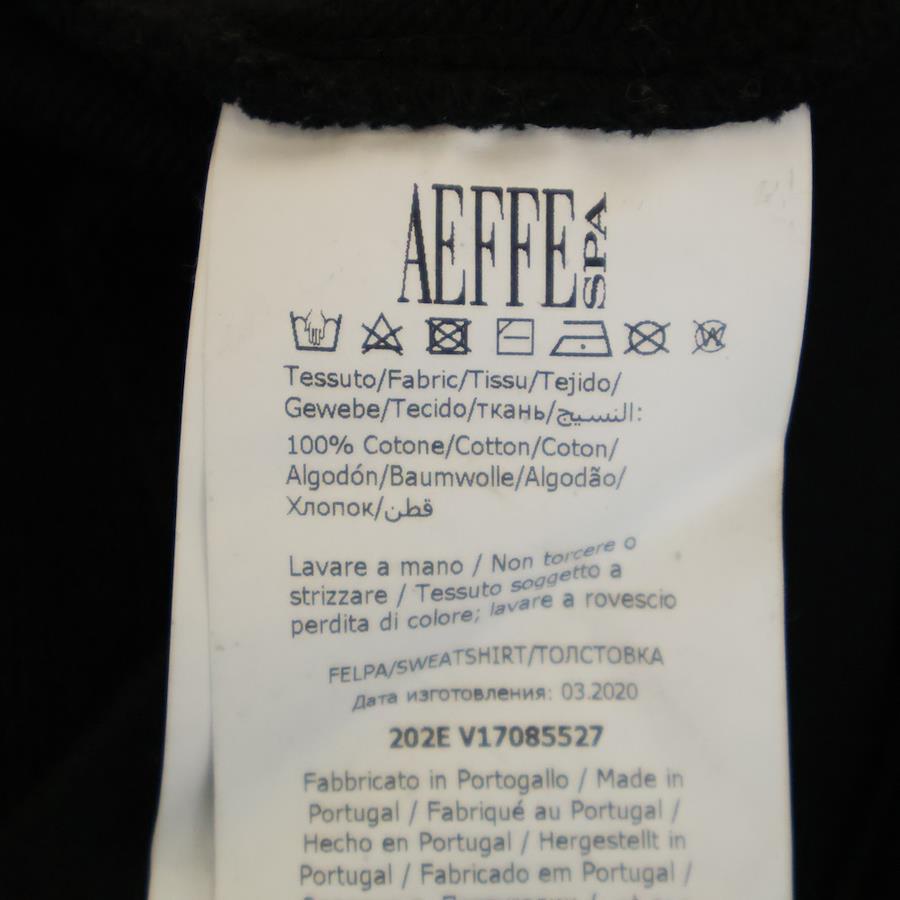 AEFFE SPA
Tessuto/Fabric/Tissu/Tejido/
Gewebe/Tecido/ткань/النسيج:
100% Cotone/Cotton/Coton/
Algodón/Baumwolle/Algodão/
Хлопок/قطن
Lavare a mano / Non torcere o
strizzare / Tessuto soggetto a
perdita di colore; lavare a rovescio
FELPA/SWEATSHIRT/ТОЛСТОВКА
Дата изготовления: 03.2020
202E V17085527
Fabbricato in Portogallo / Made in
Portugal / Fabriqué au Portugal /
Hecho en Portugal / Hergestellt in
Portugal / Fabricado em Portugal /